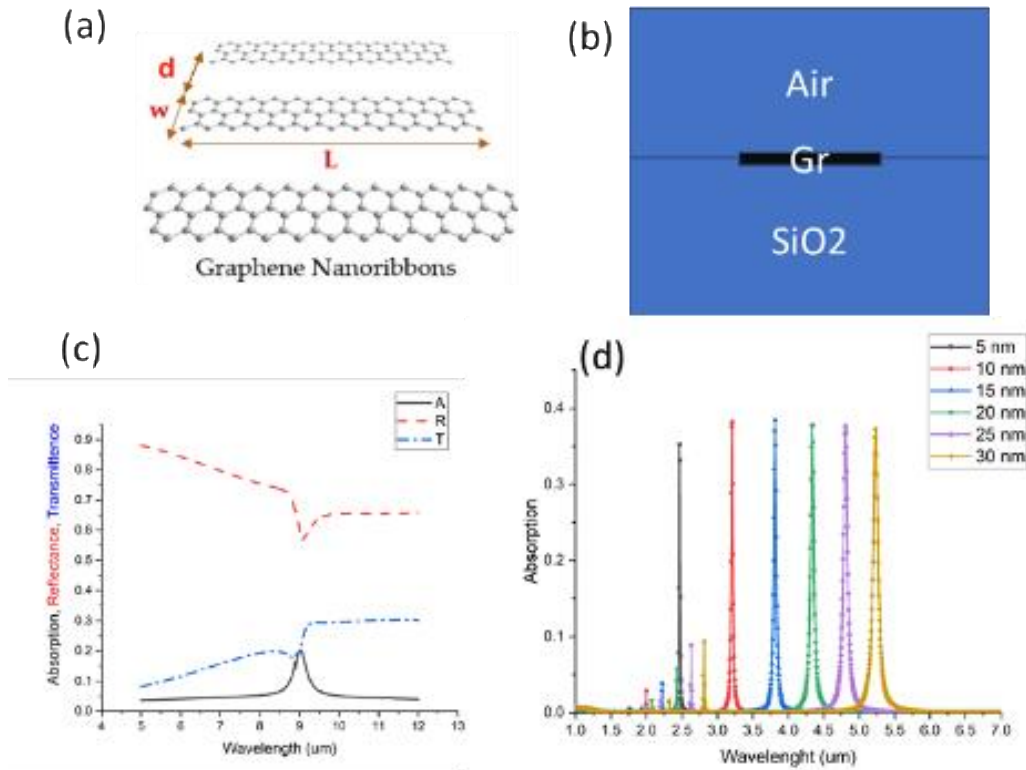 (a)
d
w
L
Graphene Nanoribbons
(b)
Air
Gr
SiO2
(c)
A
R
T
Absorption, Reflectance, Transmittence
0.9
0.8
0.7
0.6
0.5
0.4
0.3
0.2
0.1
0.0
4 5 6 7 8 9 10 11 12 13
Wavelength (um)
(d)
5 nm
10 nm
15 nm
20 nm
25 nm
30 nm
Absorption
0.4
0.3
0.2
0.1
0.0
1.0 1.5 2.0 2.5 3.0 3.5 4.0 4.5 5.0 5.5 6.0 6.5 7.0
Wavelenght (um)